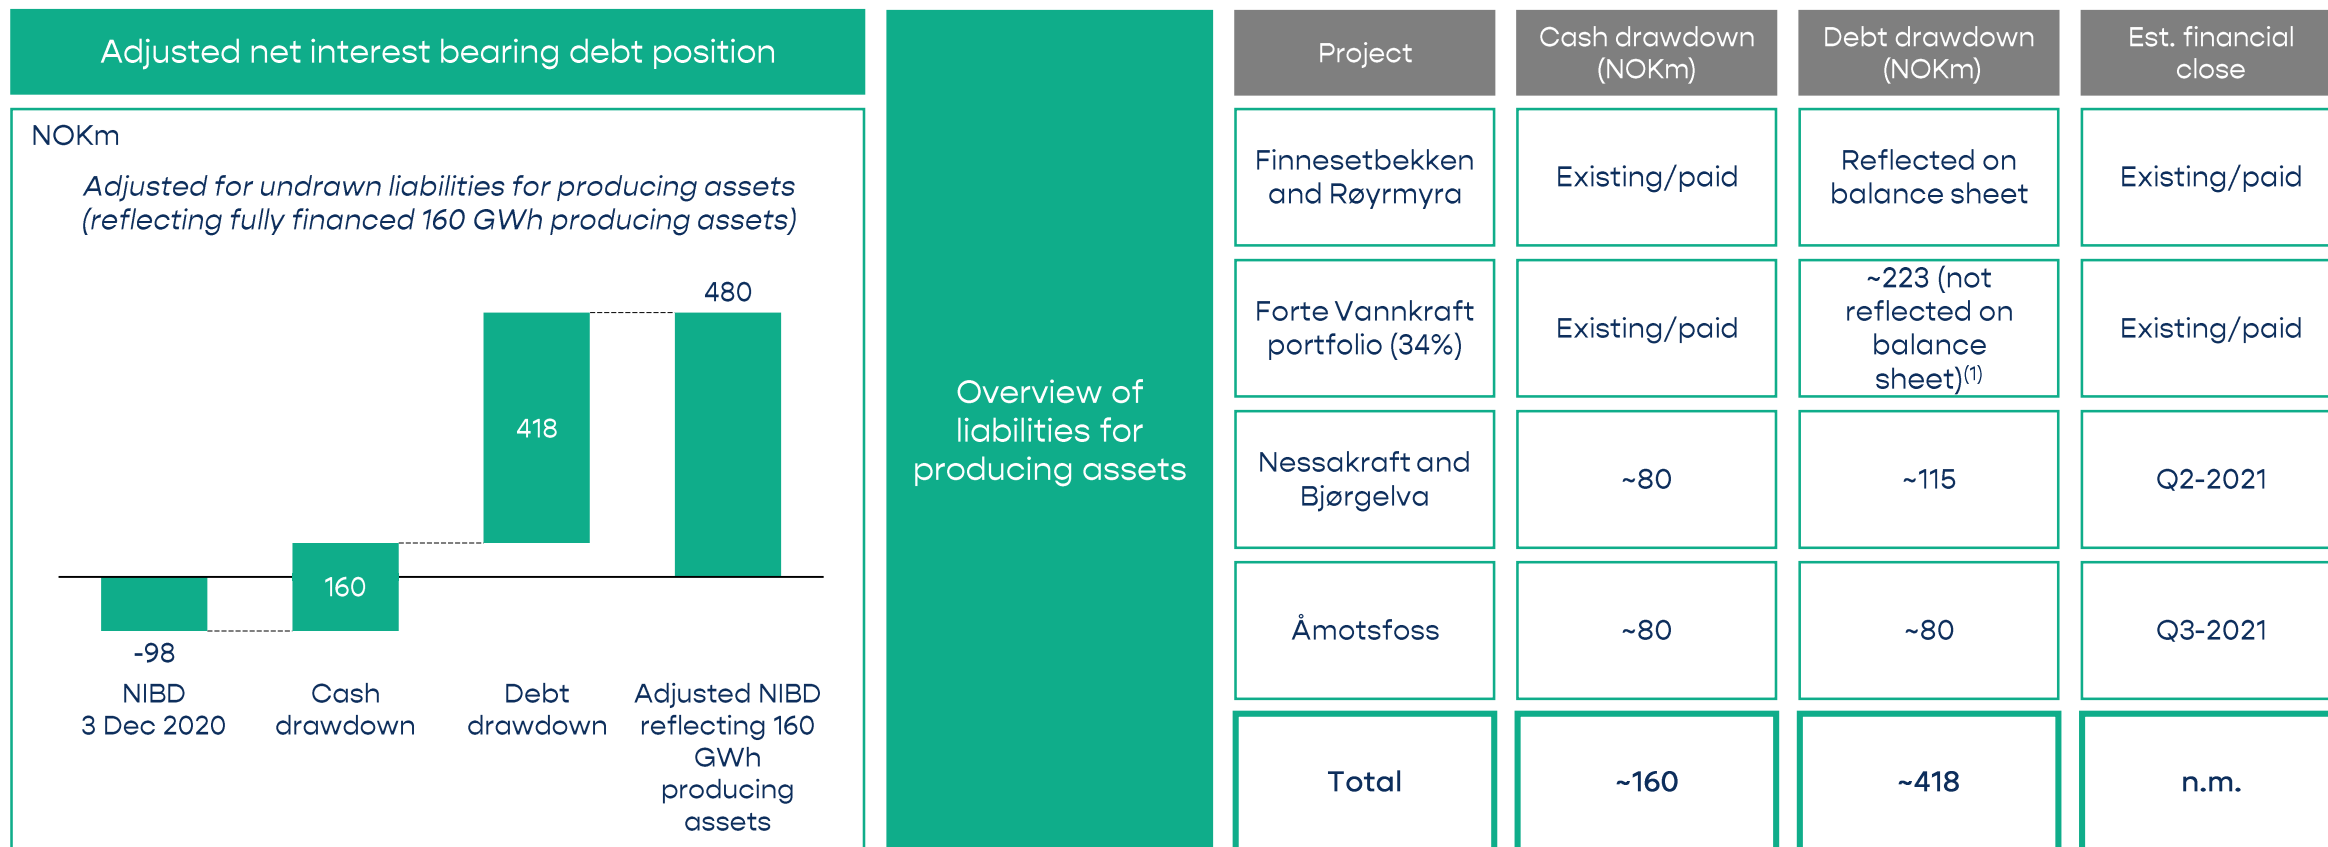 Adjusted net interest bearing debt position
NOKm
Adjusted for undrawn liabilities for producing assets
(reflecting fully financed 160 GWh producing assets)
480
418
160
-98
NIBD
3 Dec 2020
Cash
drawdown
Debt
drawdown
Adjusted NIBD
reflecting 160
GWh
producing
assets
Overview of
liabilities for
producing assets
Project
Cash drawdown
(NOKm)
Debt drawdown
(NOKm)
Est. financial
close
Finnesetbekken
and Røyrmyra
Existing/paid
Reflected on
balance sheet
Existing/paid
Forte Vannkraft
portfolio (34%)
Existing/paid
~223 (not
reflected on
balance
sheet)(1)
Existing/paid
Nessakraft and
Bjørgelva
~80
~115
Q2-2021
Åmotsfoss
~80
~80
Q3-2021
Total
~160
~418
n.m.